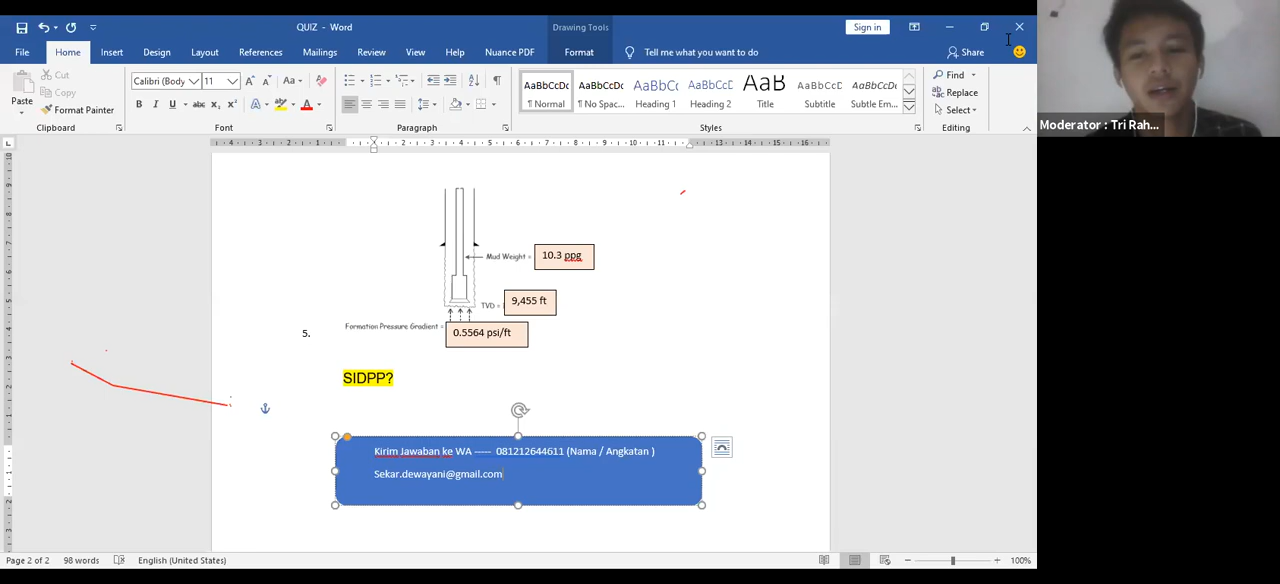 QUIZ - Word
Drawing Tools
Sign in
File Home Insert Design Layout References Mailings Review View Help Nuance PDF Format Tell me what you want to do Share
Paste Cut Copy Format Painter
Calibri (Body) 11
AaBbCcDc AaBbCcDc AaBbCc AaBbCcC AaB AaBbCcC AaBbCcDc
¶ Normal ¶ No Spac... Heading 1 Heading 2 Title Subtitle Subtle Em...
Find
Replace
Select
Clipboard Font Paragraph Styles Editing
Moderator : Tri Rah...
Mud Weight = 10.3 ppg
TVD = 9,455 ft
Formation Pressure Gradient = 0.5564 psi/ft
5.
SIDPP?
Kirim Jawaban ke WA ----- 081212644611 (Nama / Angkatan )
Sekar.dewayani@gmail.com
Page 2 of 2 98 words English (United States) 100%